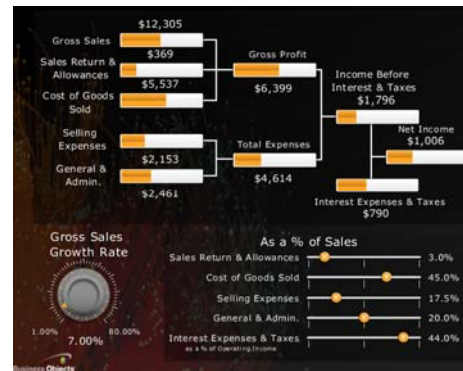 $12,305
Gross Sales
$369
Sales Return &
Allowances
$5,537
Cost of Goods
Sold
Gross Profit
$6,399
Income Before
Interest & Taxes
$1,796
Net Income
$1,006
Selling
Expenses
$2,153
General &
Admin.
$2,461
Total Expenses
$4,614
Interest Expenses & Taxes
$790
Gross Sales
Growth Rate
1.00%
80.00%
7.00%
As a % of Sales
Sales Return & Allowances 3.0%
Cost of Goods Sold 45.0%
Selling Expenses 17.5%
General & Admin. 20.0%
Interest Expenses & Taxes 44.0%
as a % of Operating Income
Business Objects